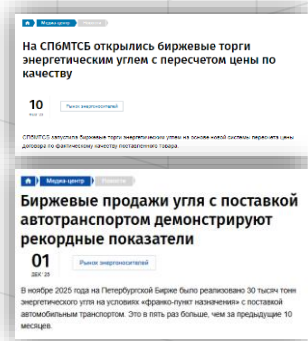 Медиа-центр
На СПбМТСБ открылись биржевые торги
энергетическим углем с пересчетом цены по
качеству
10
Рынок энергоносителей
СПбМТСБ запустила биржевые торги энергетическим углем на основе новой системы пересчета цены
договора по фактическому качеству поставленного товара.
Медиа-центр
Биржевые продажи угля с поставкой
автотранспортом демонстрируют
рекордные показатели
01
ДЕК' 25
Рынок энергоносителей
В ноябре 2025 года на Петербургской Бирже было реализовано 30 тысяч тонн
энергетического угля на условиях «франко-пункт назначения» с поставкой
автомобильным транспортом. Это в пять раз больше, чем за предыдущие 10
месяцев.